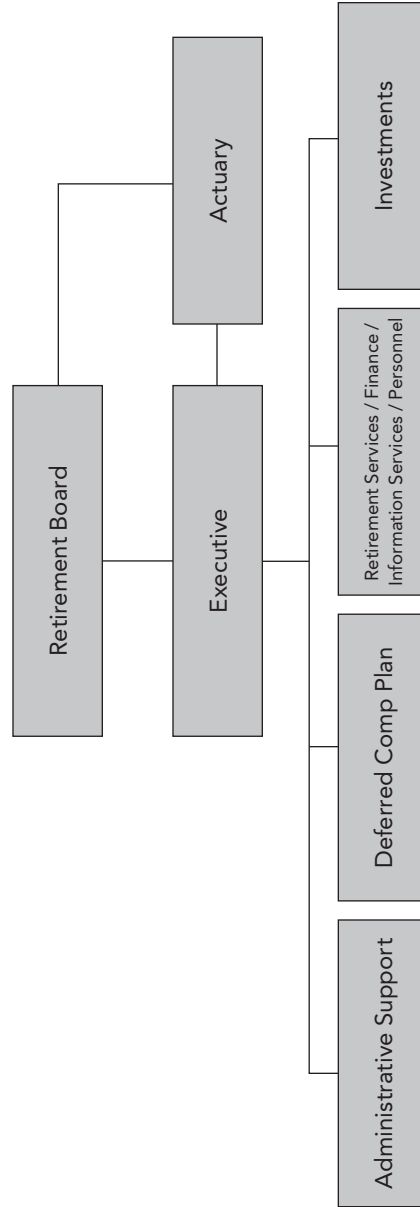 Retirement Board
Executive
Actuary
Administrative Support
Deferred Comp Plan
Retirement Services / Finance /
Information Services / Personnel
Investments